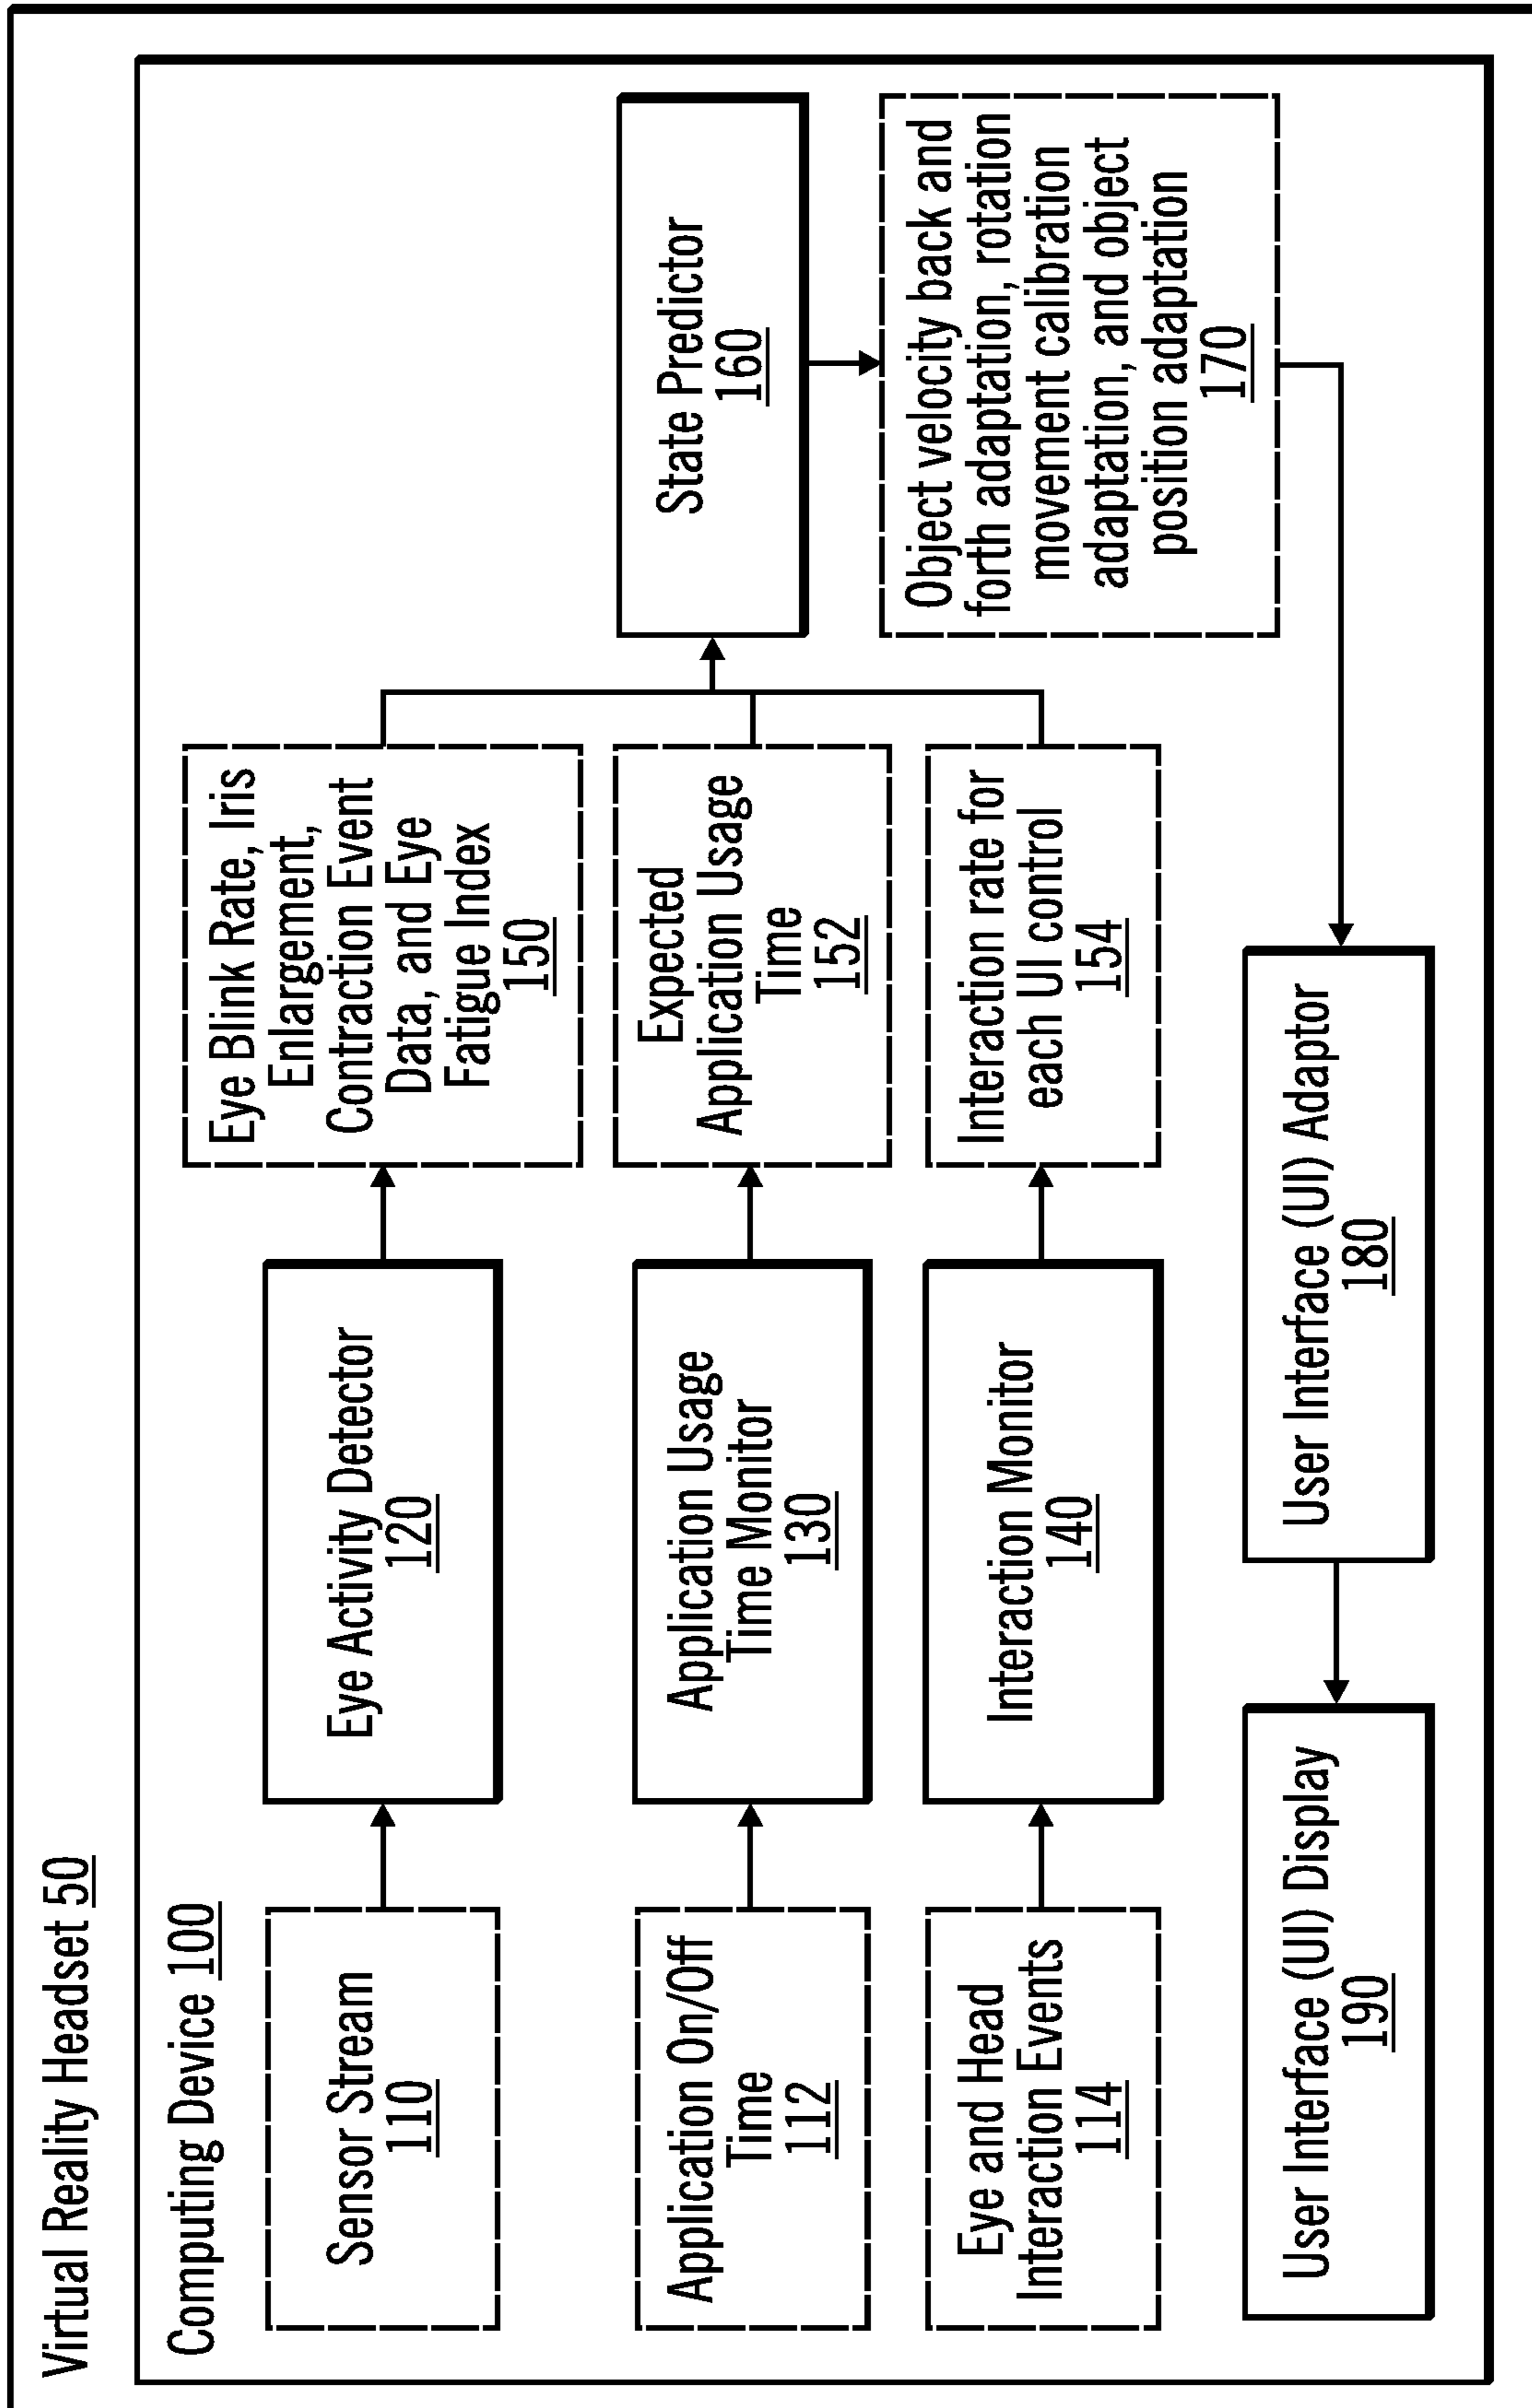 Virtual Reality Headset 50
Computing Device 100
Sensor Stream
110
Eye Activity Detector
120
Eye Blink Rate, Iris
Enlargement,
Contraction Event
Data, and Eye
Fatigue Index
150
Application On/Off
Time
112
Application Usage
Time Monitor
130
Expected
Application Usage
Time
152
Eye and Head
Interaction Events
114
Interaction Monitor
140
Interaction rate for
each UI control
154
State Predictor
160
Object velocity back and
forth adaptation, rotation
movement calibration
adaptation, and object
position adaptation
170
User Interface (UI) Adaptor
180
User Interface (UI) Display
190